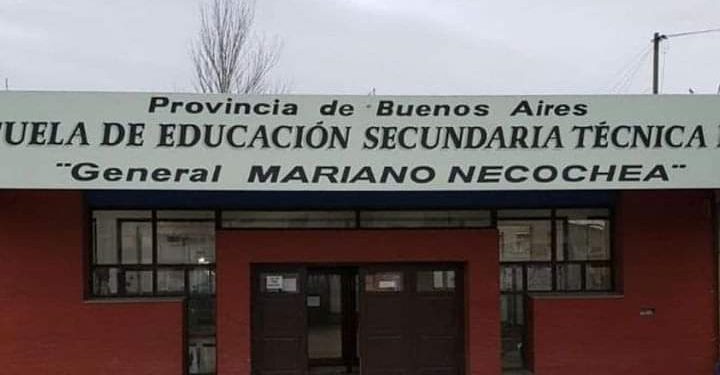 Provincia de Buenos Aires
UELA DE EDUCACIÓN SECUNDARIA TÉCNICA
"General MARIANO NECOCHEA"